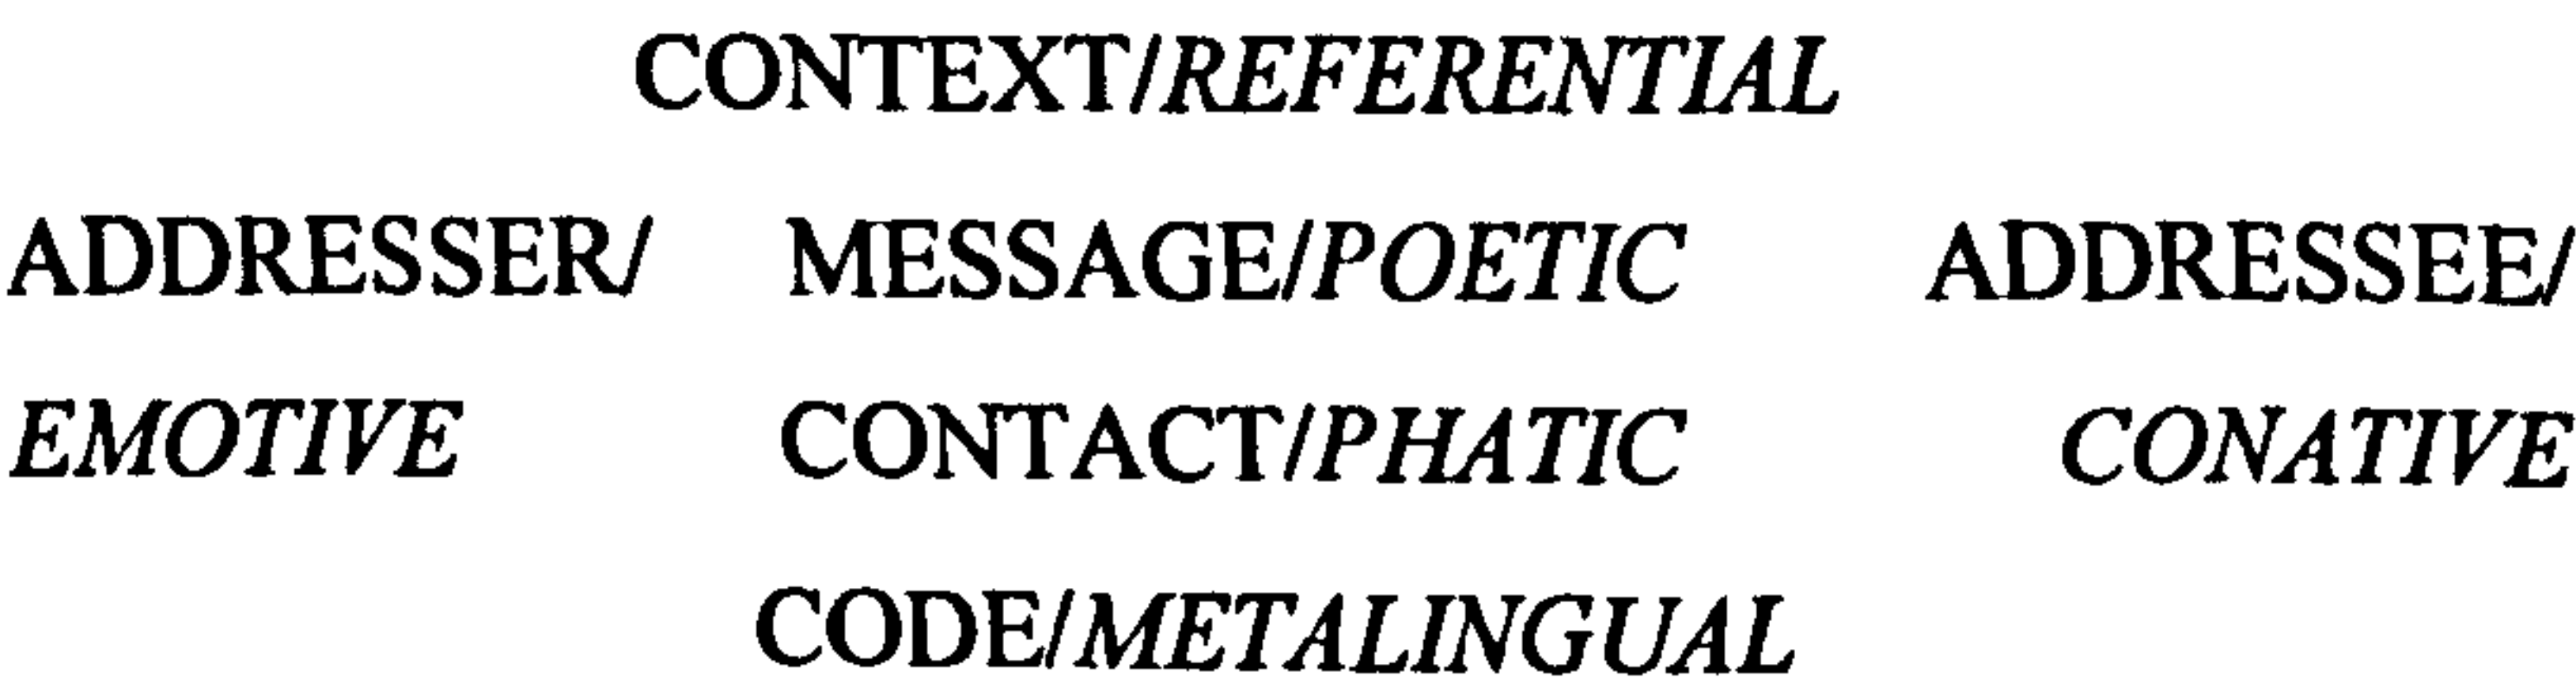 CONTEXT/REFERENTIAL
ADDRESSER/ MESSAGE/POETIC ADDRESSEE/
EMOTIVE CONTACT/PHATIC CONATIVE
CODE/METALINGUAL